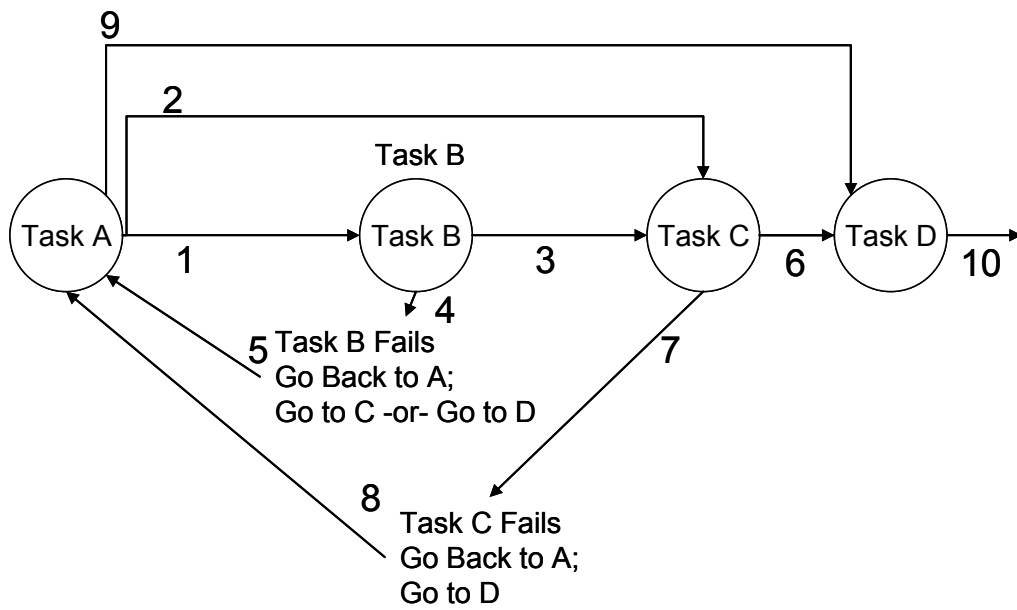 9
2
Task B
Task A
Task B
Task C
Task D
1
3
6
10
4
5
Task B Fails
Go Back to A;
Go to C -or- Go to D
7
8
Task C Fails
Go Back to A;
Go to D